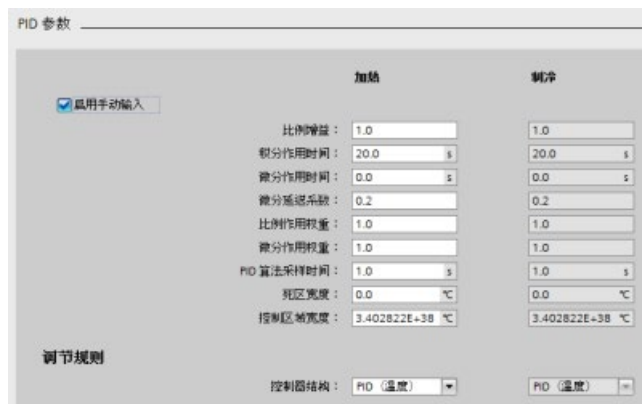 PID 参数
加热 制冷
启用手动输入
比例增益： 1.0 1.0
积分作用时间： 20.0 s 20.0 s
微分作用时间： 0.0 s 0.0 s
微分延迟系数： 0.2 0.2
比例作用权重： 1.0 1.0
微分作用权重： 1.0 1.0
PID 算法采样时间： 1.0 s 1.0 s
死区宽度： 0.0 ℃ 0.0 ℃
控制区域宽度： 3.402822E+38 ℃ 3.402822E+38 ℃
调节规则
控制器结构： PID （温度） PID （温度）